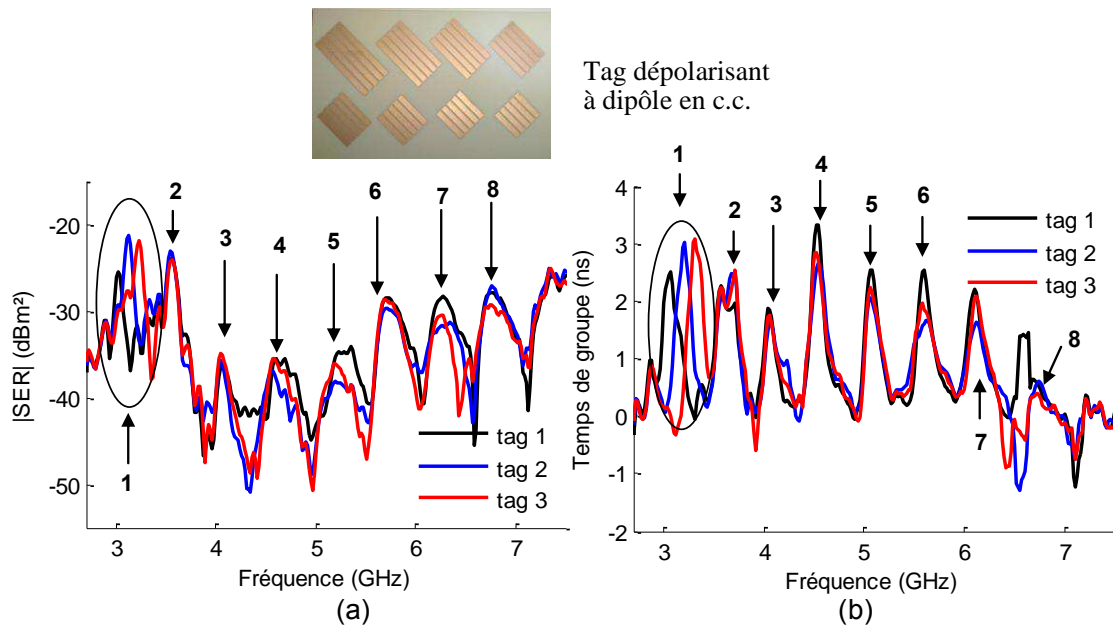 Tag dépolarisant
à dipôle en c.c.
1
2
3
4
5
6
7
8
-20
-30
-40
-50
|SER| (dBm²)
tag 1
tag 2
tag 3
3
4
5
6
7
Fréquence (GHz)
(a)
1
2
3
4
5
6
7
8
4
3
2
1
0
-1
-2
Temps de groupe (ns)
tag 1
tag 2
tag 3
3
4
5
6
7
Fréquence (GHz)
(b)